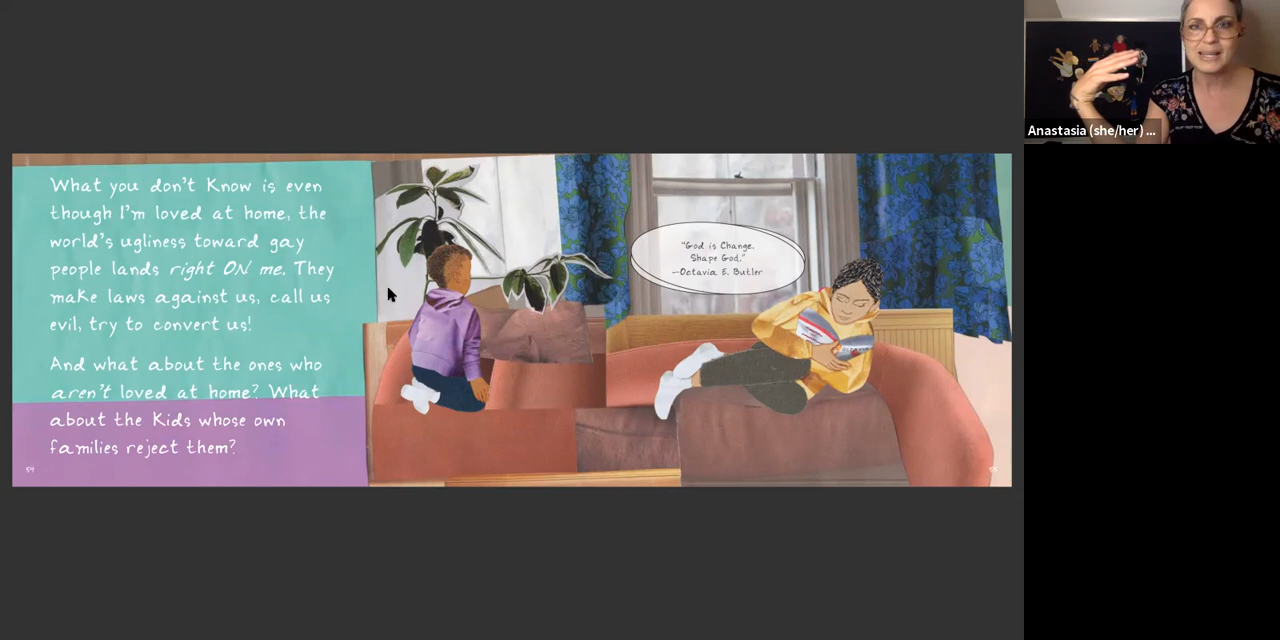 What you don't Know is even
though I'm loved at home, the
world's ugliness toward gay
people lands right ON me. They
make laws against us, call us
evil, try to convert us!
And what about the ones who
aren't loved at home? What
about the Kids whose own
families reject them?
54
"God is Change.
Shape God."
—Octavia E. Butler
55
Anastasia (she/her) ...